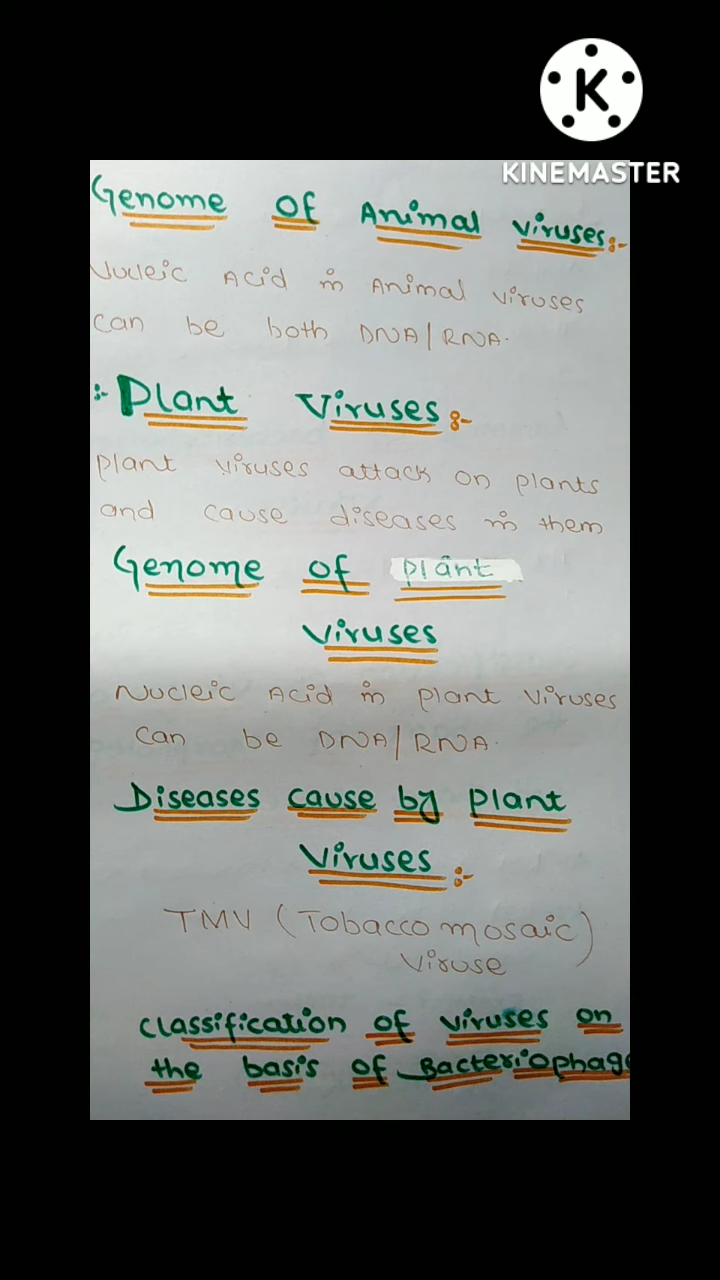 K
KINEMASTER
Genome of Animal Viruses:-
Nucleic Acid in Animal Viruses
can be both DNA/RNA.
:- Plant Viruses :-
Plant viruses attack on plants
and cause diseases in them
Genome of Plant
Viruses
Nucleic Acid in plant viruses
Can be DNA/RNA.
Diseases cause by Plant
Viruses :-
TMV (Tobacco mosaic)
Viruse
Classification of Viruses on
the basis of Bacteriophage